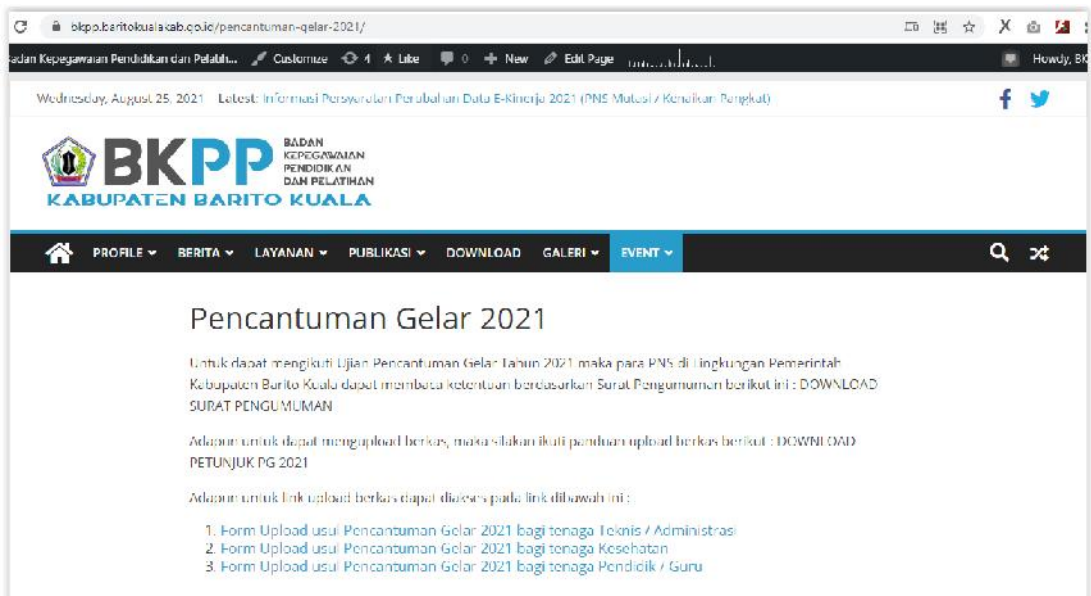 bkpp.baritokualakab.go.id/pencantuman-gelar-2021/
adan Kepegawaian Pendidikan dan Pelatih... Customize 1 Like 0 New Edit Page Howdy, BK
Wednesday, August 25, 2021 Latest: Informasi Persyaratan Perubahan Data E-Kinerja 2021 (PNS Mutasi / Kenaikan Pangkat)
BKPP
BADAN
KEPEGAWAIAN
PENDIDIKAN
DAN PELATIHAN
KABUPATEN BARITO KUALA
PROFILE BERITA LAYANAN PUBLIKASI DOWNLOAD GALERI EVENT
Pencantuman Gelar 2021
Untuk dapat mengikuti Ujian Pencantuman Gelar Tahun 2021 maka para PNS di Lingkungan Pemerintah
Kabupaten Barito Kuala dapat membaca ketentuan berdasarkan Surat Pengumuman berikut ini : DOWNLOAD
SURAT PENGUMUMAN
Adapun untuk dapat mengupload berkas, maka silakan ikuti panduan upload berkas berikut : DOWNLOAD
PETUNJUK PG 2021
Adapun untuk link upload berkas dapat diakses pada link dibawah ini :
1. Form Upload usul Pencantuman Gelar 2021 bagi tenaga Teknis / Administrasi
2. Form Upload usul Pencantuman Gelar 2021 bagi tenaga Kesehatan
3. Form Upload usul Pencantuman Gelar 2021 bagi tenaga Pendidik / Guru